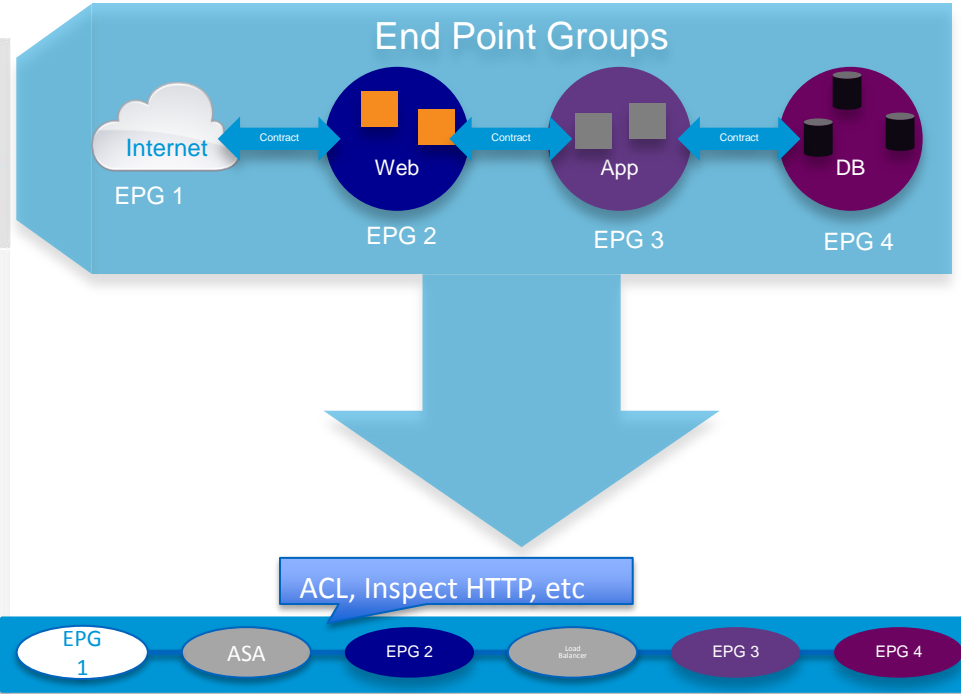 End Point Groups
Internet
Contract
Web
Contract
App
Contract
DB
EPG 1
EPG 2
EPG 3
EPG 4
ACL, Inspect HTTP, etc
EPG
1
ASA
EPG 2
Load
Balancer
EPG 3
EPG 4